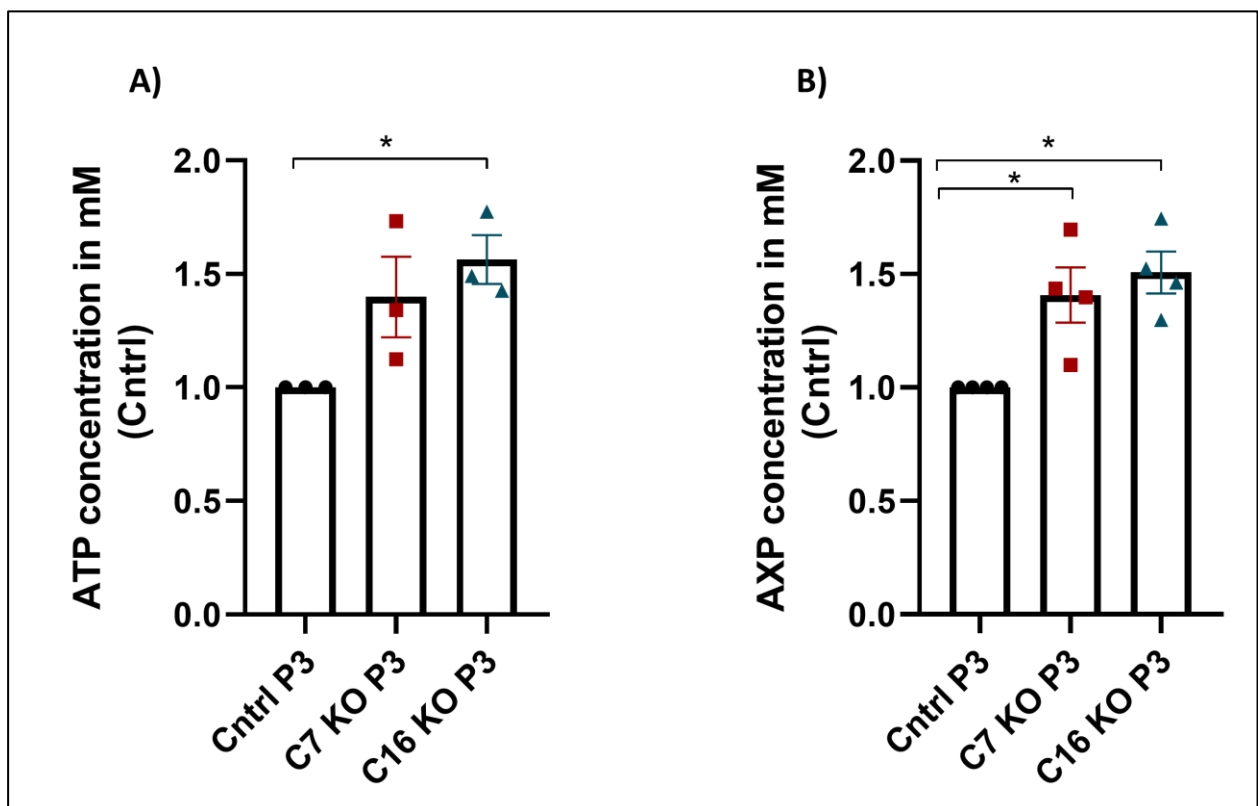 A)
ATP concentration in mM
(Cntrl)
2.0
1.5
1.0
0.5
0.0
*
Cntrl P3
C7 KO P3
C16 KO P3
B)
AXP concentration in mM
(Cntrl)
2.0
1.5
1.0
0.5
0.0
*
*
Cntrl P3
C7 KO P3
C16 KO P3